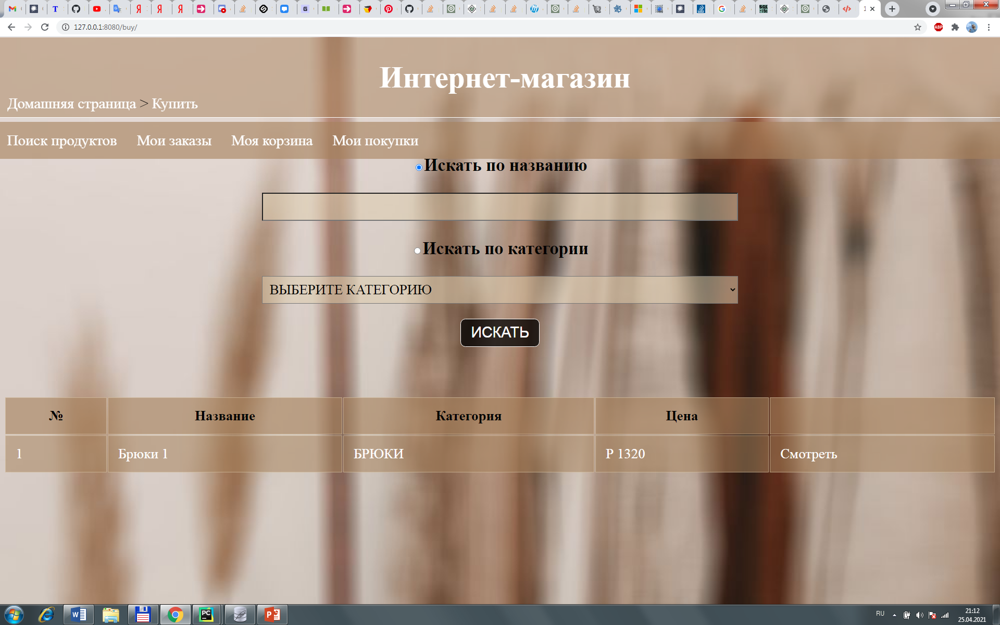 127.0.0.1:8080/buy/
ABP
Интернет-магазин
Домашняя страница > Купить
Поиск продуктов Мои заказы Моя корзина Мои покупки
Искать по названию
Искать по категории
ВЫБЕРИТЕ КАТЕГОРИЮ
ИСКАТЬ
№ Название Категория Цена
1 Брюки 1 БРЮКИ Р 1320 Смотреть
RU 21:12
25.04.2021